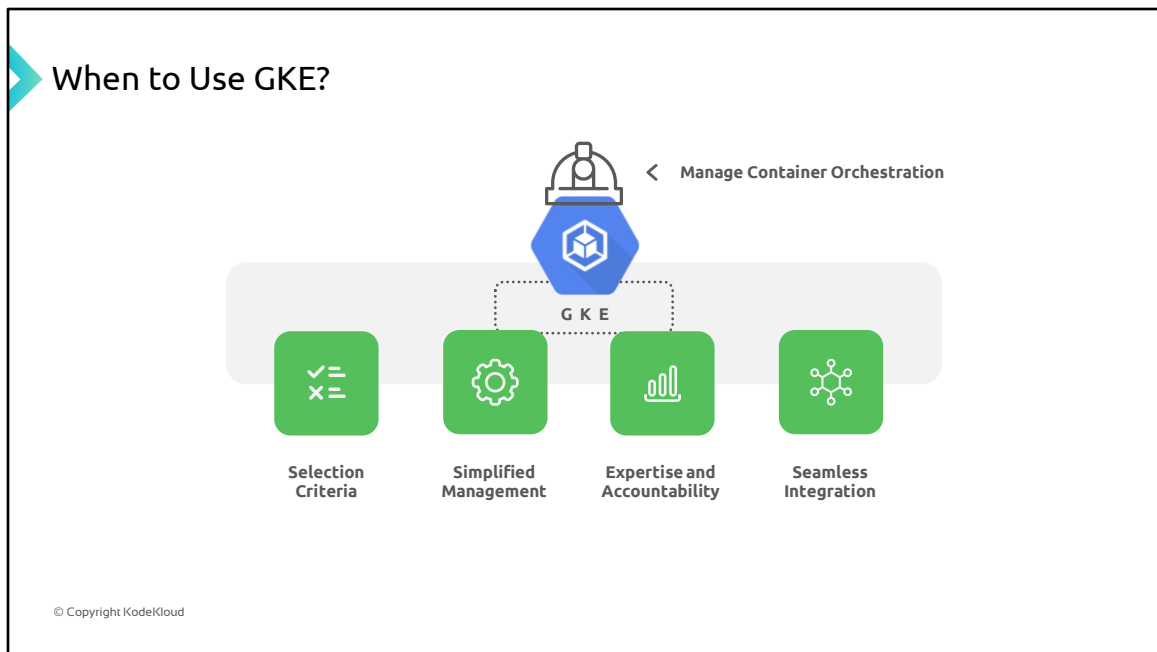 When to Use GKE?
Manage Container Orchestration
G K E
Selection
Criteria
Simplified
Management
Expertise and
Accountability
Seamless
Integration
© Copyright KodeKloud